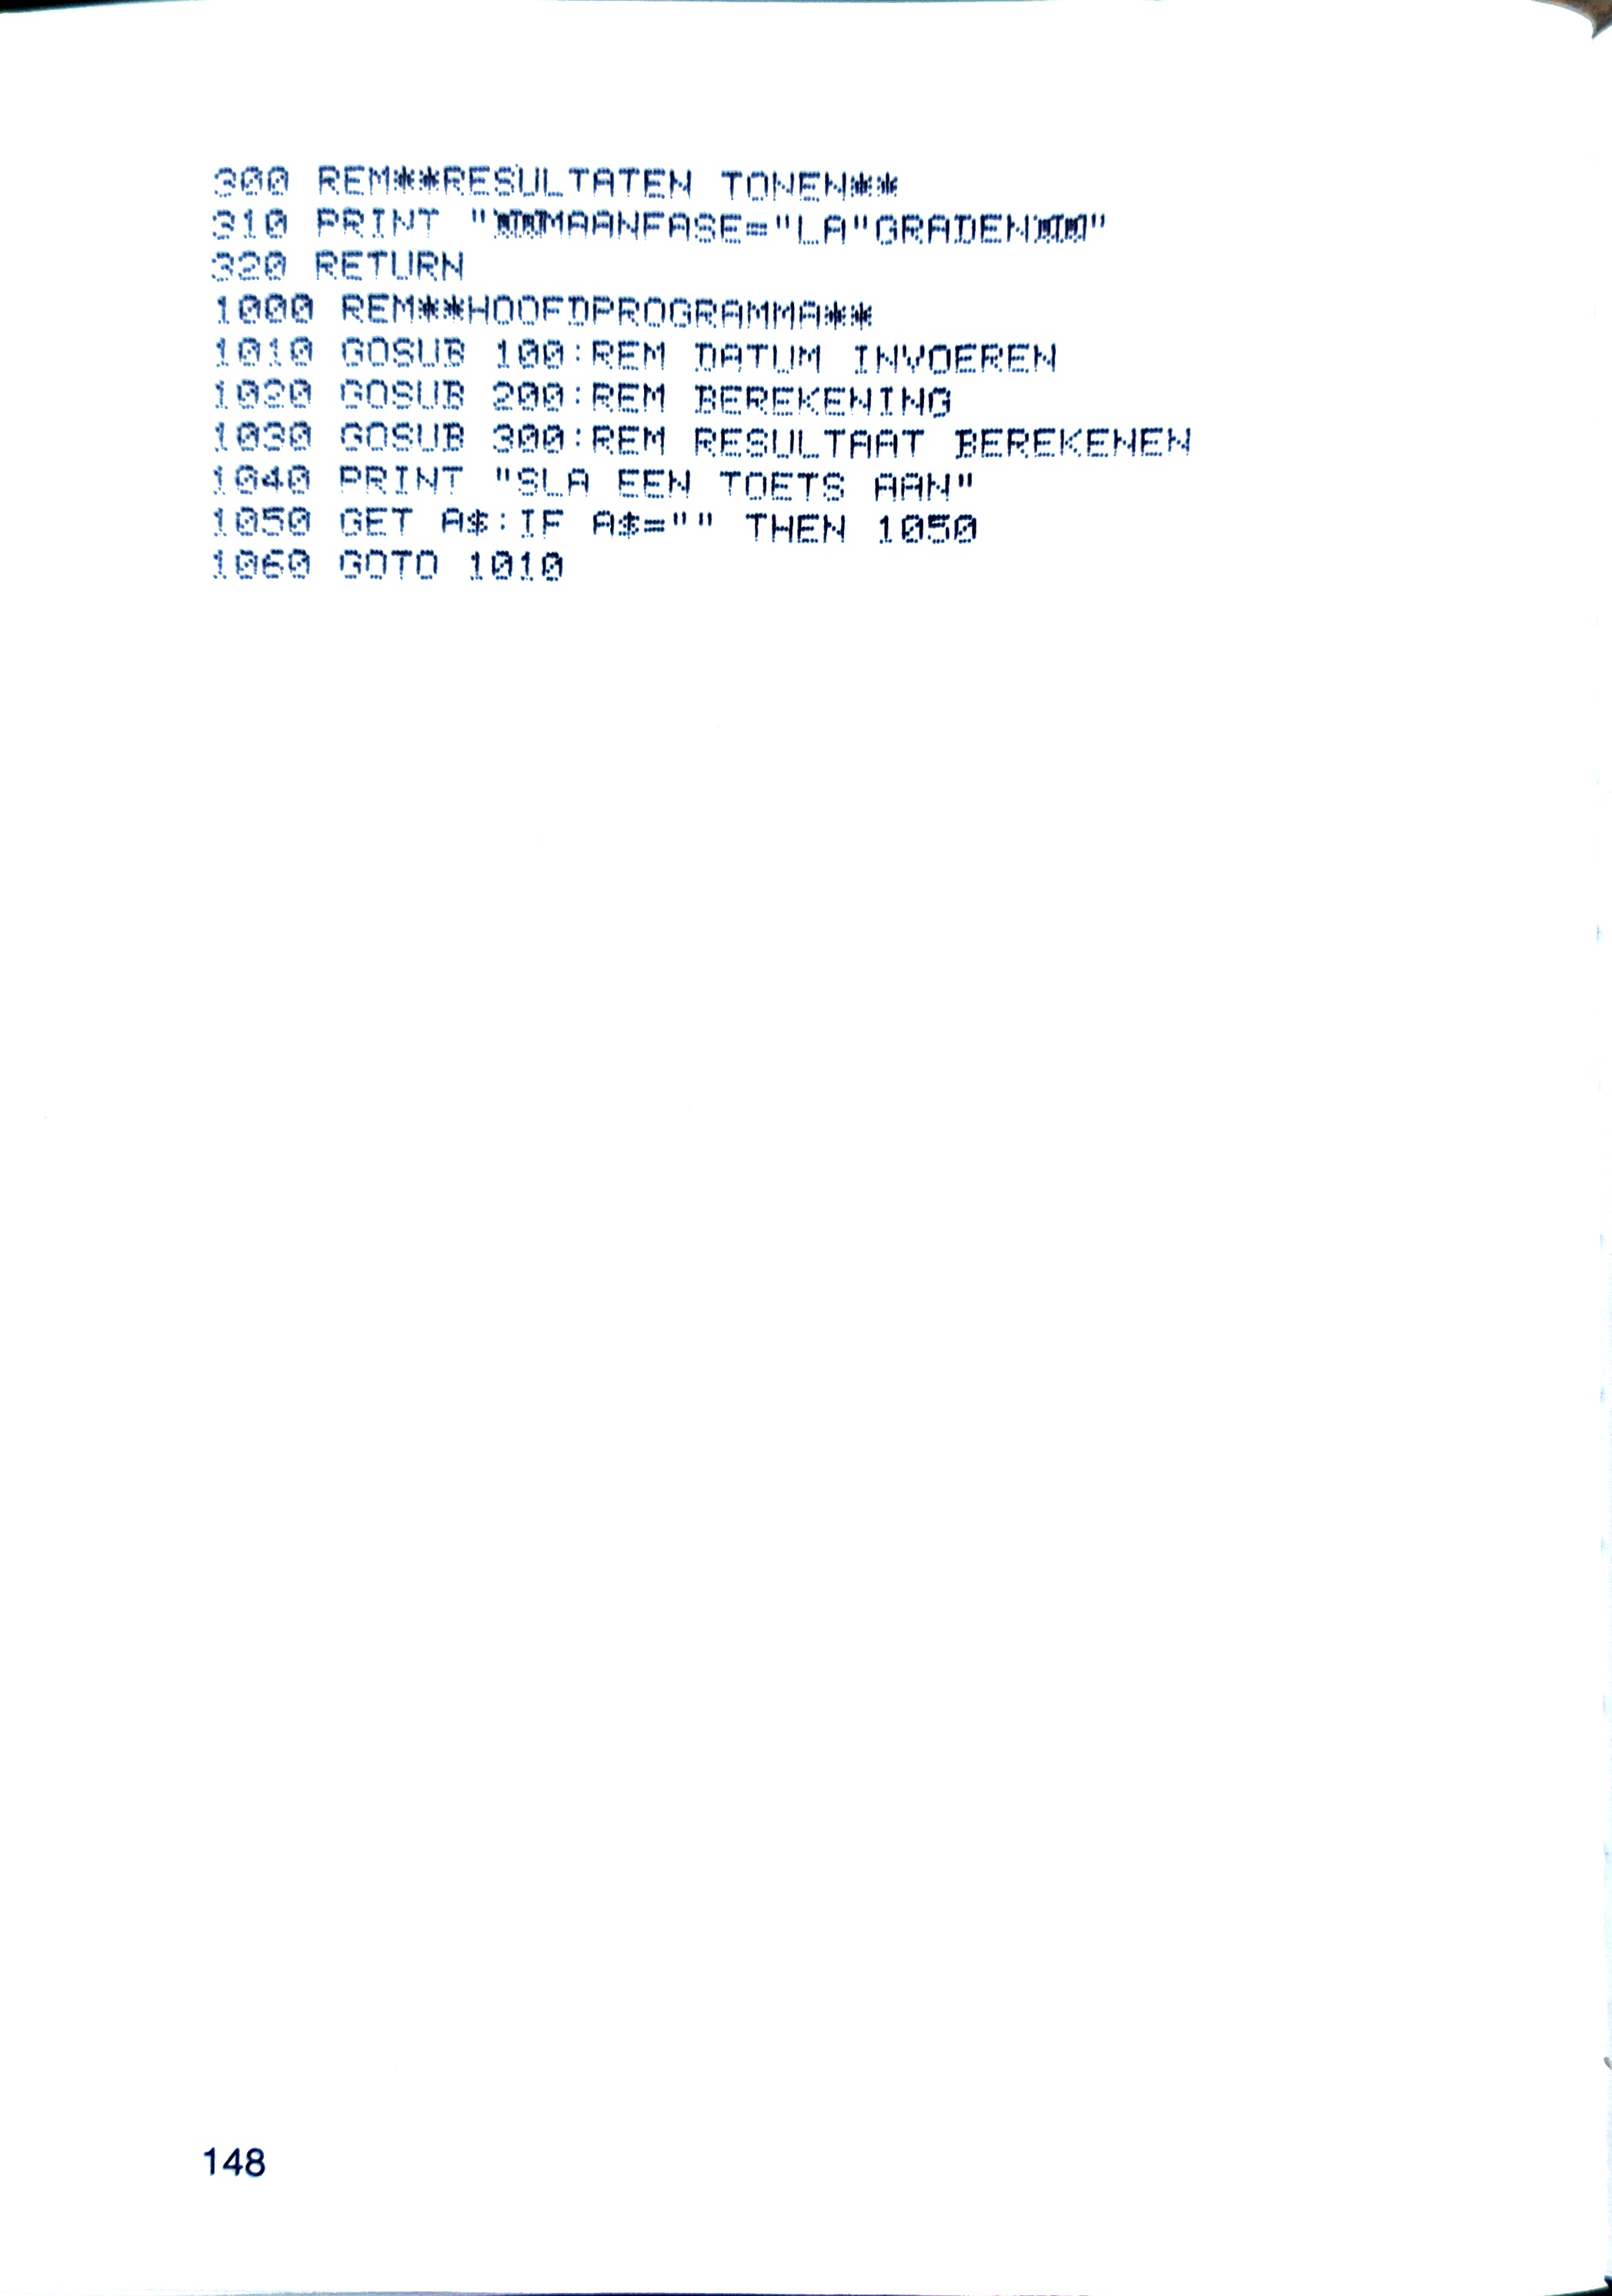 300 REM**RESULTATEN TONEN**
310 PRINT "MAANFASE="LA"GRADEN"
320 RETURN
1000 REM**HOOFDPROGRAMMA**
1010 GOSUB 100:REM DATUM INVOEREN
1020 GOSUB 200:REM BEREKENING
1030 GOSUB 300:REM RESULTAAT BEREKENEN
1040 PRINT "SLA EEN TOETS AAN"
1050 GET A$:IF A$="" THEN 1050
1060 GOTO 1010
148